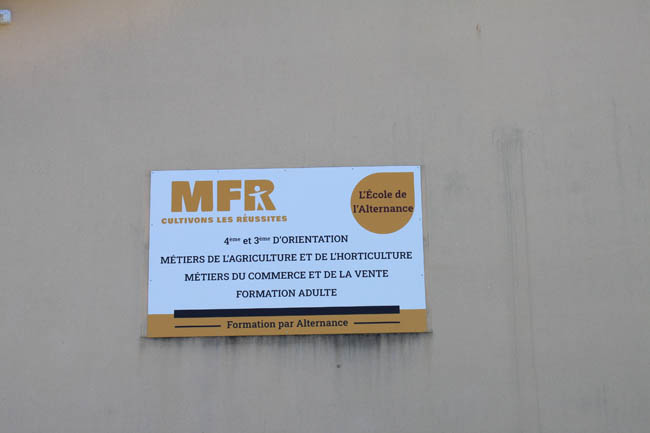 MFR
CULTIVONS LES RÉUSSITES
L'École de
l'Alternance
4ème et 3ème D'ORIENTATION
MÉTIERS DE L'AGRICULTURE ET DE L'HORTICULTURE
MÉTIERS DU COMMERCE ET DE LA VENTE
FORMATION ADULTE
Formation par Alternance